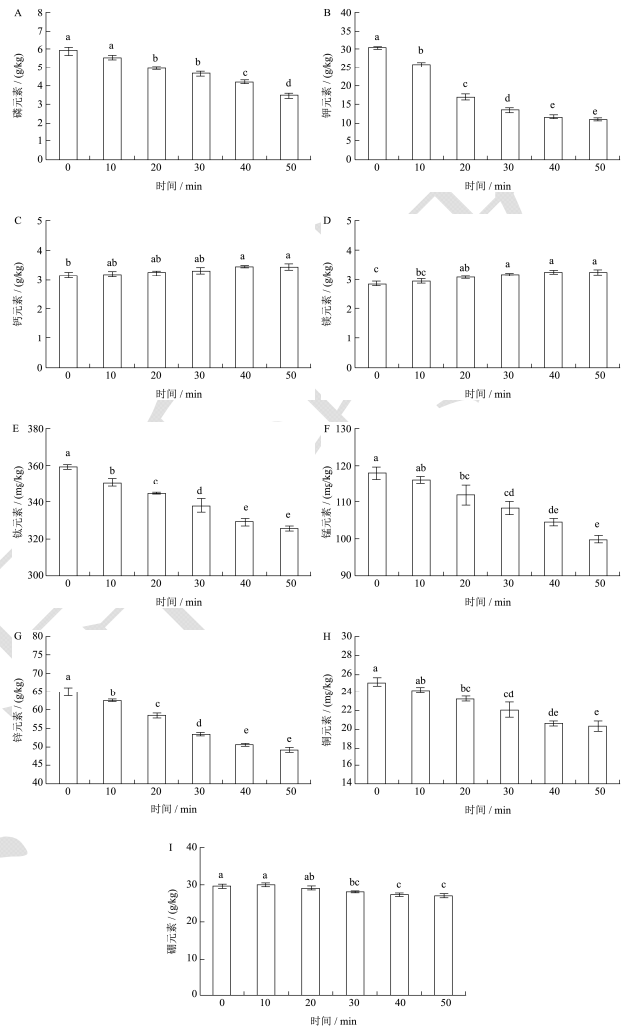 A
磷元素 / (g/kg)
8
7
6
5
4
3
2
1
0
a
a
b
b
c
d
0 10 20 30 40 50
时间 / min
B
钾元素 / (g/kg)
40
35
30
25
20
15
10
5
0
a
b
c
d
e
e
0 10 20 30 40 50
时间 / min
C
钙元素 / (g/kg)
5
4
3
2
1
0
b
ab
ab
ab
a
a
0 10 20 30 40 50
时间 / min
D
镁元素 / (g/kg)
5
4
3
2
1
0
c
bc
ab
a
a
a
0 10 20 30 40 50
时间 / min
E
钛元素 / (mg/kg)
380
360
340
320
300
a
b
c
d
e
e
0 10 20 30 40 50
时间 / min
F
锰元素 / (mg/kg)
130
120
110
100
90
a
ab
bc
cd
de
e
0 10 20 30 40 50
时间 / min
G
锌元素 / (g/kg)
80
75
70
65
60
55
50
45
40
a
b
c
d
e
e
0 10 20 30 40 50
时间 / min
H
铜元素 / (mg/kg)
30
28
26
24
22
20
18
16
14
a
ab
bc
cd
de
e
0 10 20 30 40 50
时间 / min
I
硼元素 / (g/kg)
40
30
20
10
0
a
a
ab
bc
c
c
0 10 20 30 40 50
时间 / min